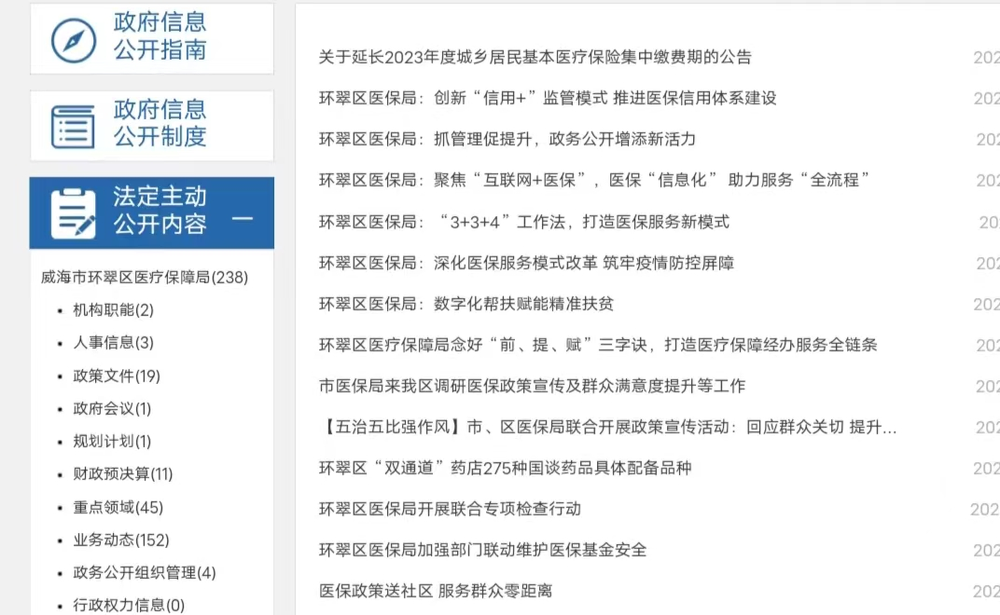 政府信息
公开指南
政府信息
公开制度
法定主动
公开内容
威海市环翠区医疗保障局(238)
机构职能(2)
人事信息(3)
政策文件(19)
政府会议(1)
规划计划(1)
财政预决算(11)
重点领域(45)
业务动态(152)
政务公开组织管理(4)
行政权力信息(0)
关于延长2023年度城乡居民基本医疗保险集中缴费期的公告 202
环翠区医保局：创新“信用+”监管模式 推进医保信用体系建设 202
环翠区医保局：抓管理促提升，政务公开增添新活力 202
环翠区医保局：聚焦“互联网+医保”，医保“信息化” 助力服务“全流程” 202
环翠区医保局：“3+3+4”工作法，打造医保服务新模式 20
环翠区医保局：深化医保服务模式改革 筑牢疫情防控屏障 202
环翠区医保局：数字化帮扶赋能精准扶贫 202
环翠区医疗保障局念好“前、提、赋”三字诀，打造医疗保障经办服务全链条 202
市医保局来我区调研医保政策宣传及群众满意度提升等工作 202
【五治五比强作风】市、区医保局联合开展政策宣传活动：回应群众关切 提升... 202
环翠区“双通道”药店275种国谈药品具体配备品种 202
环翠区医保局开展联合专项检查行动 202
环翠区医保局加强部门联动维护医保基金安全 202
医保政策送社区 服务群众零距离 202